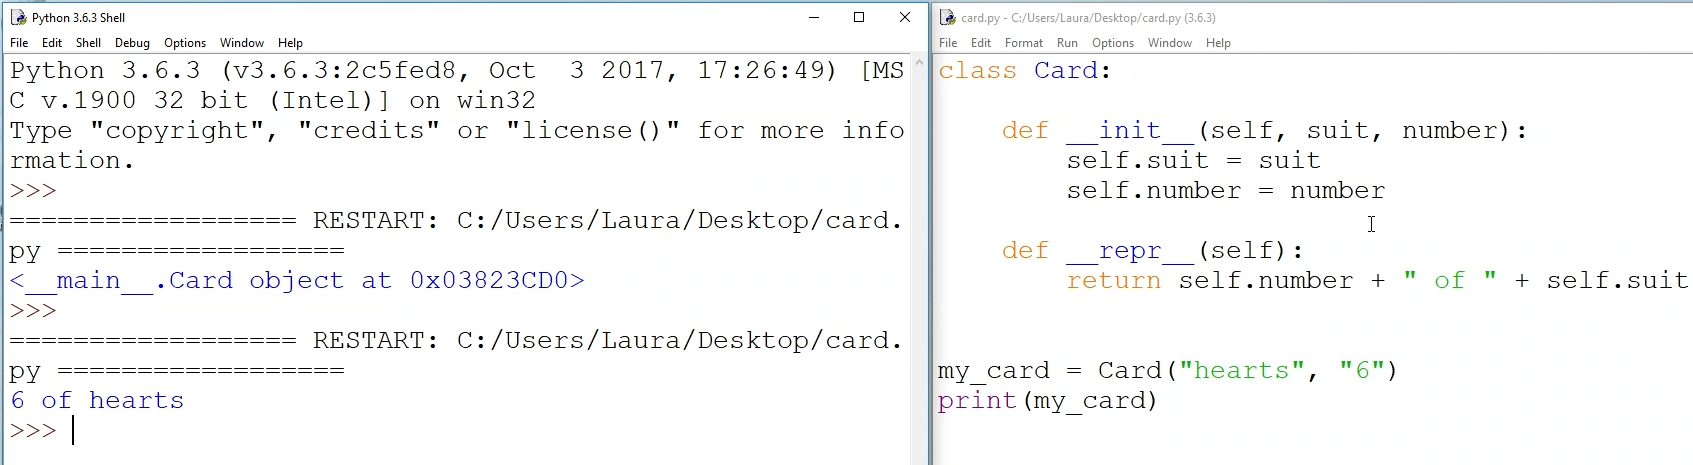 Python 3.6.3 Shell
File Edit Shell Debug Options Window Help
Python 3.6.3 (v3.6.3:2c5fed8, Oct  3 2017, 17:26:49) [MS
C v.1900 32 bit (Intel)] on win32
Type "copyright", "credits" or "license()" for more info
rmation.
>>>
================== RESTART: C:/Users/Laura/Desktop/card.
py ==================
<__main__.Card object at 0x03823CD0>
>>>
================== RESTART: C:/Users/Laura/Desktop/card.
py ==================
6 of hearts
>>>
card.py - C:/Users/Laura/Desktop/card.py (3.6.3)
File Edit Format Run Options Window Help
class Card:
    def __init__(self, suit, number):
        self.suit = suit
        self.number = number
    def __repr__(self):
        return self.number + " of " + self.suit
my_card = Card("hearts", "6")
print(my_card)